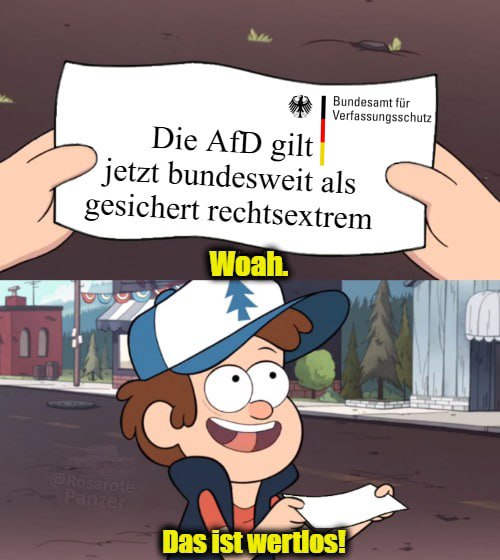 Bundesamt für
Verfassungsschutz
Die AfD gilt
jetzt bundesweit als
gesichert rechtsextrem
Woah.
@Rosarote
Panzer
Das ist wertlos!